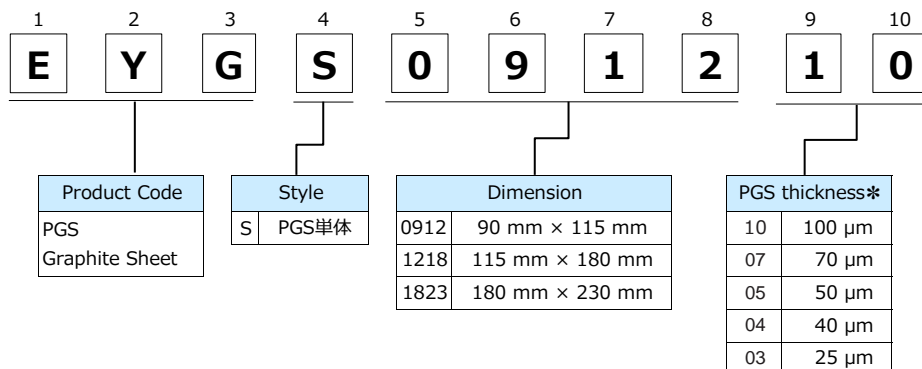 1 2 3 4 5 6 7 8 9 10
E Y G S 0 9 1 2 1 0
Product Code
PGS
Graphite Sheet
Style
S PGS単体
Dimension
0912 90 mm × 115 mm
1218 115 mm × 180 mm
1823 180 mm × 230 mm
PGS thickness✻
10 100 µm
07 70 µm
05 50 µm
04 40 µm
03 25 µm